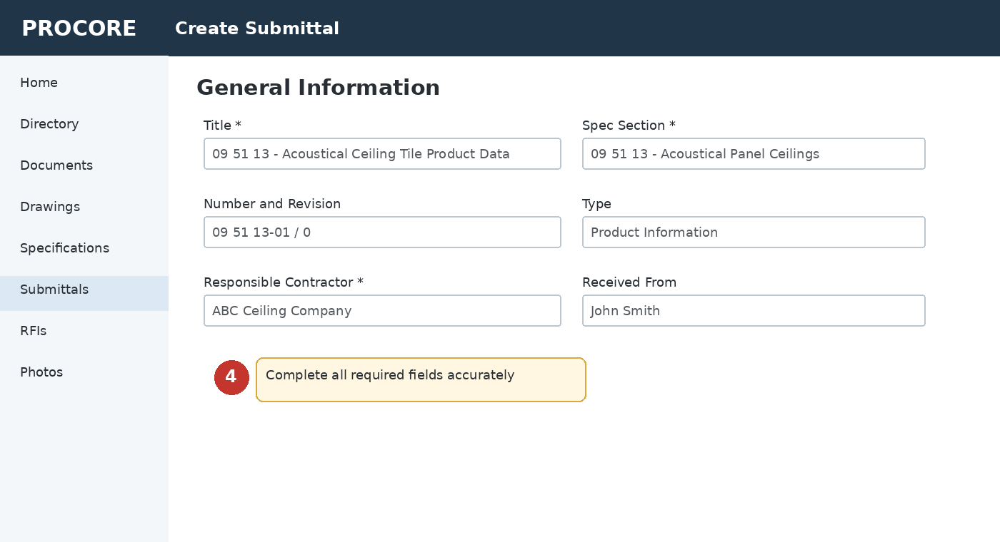 PROCORE
Create Submittal
Home
Directory
Documents
Drawings
Specifications
Submittals
RFIs
Photos
General Information
Title *
09 51 13 - Acoustical Ceiling Tile Product Data
Spec Section *
09 51 13 - Acoustical Panel Ceilings
Number and Revision
09 51 13-01 / 0
Type
Product Information
Responsible Contractor *
ABC Ceiling Company
Received From
John Smith
4
Complete all required fields accurately